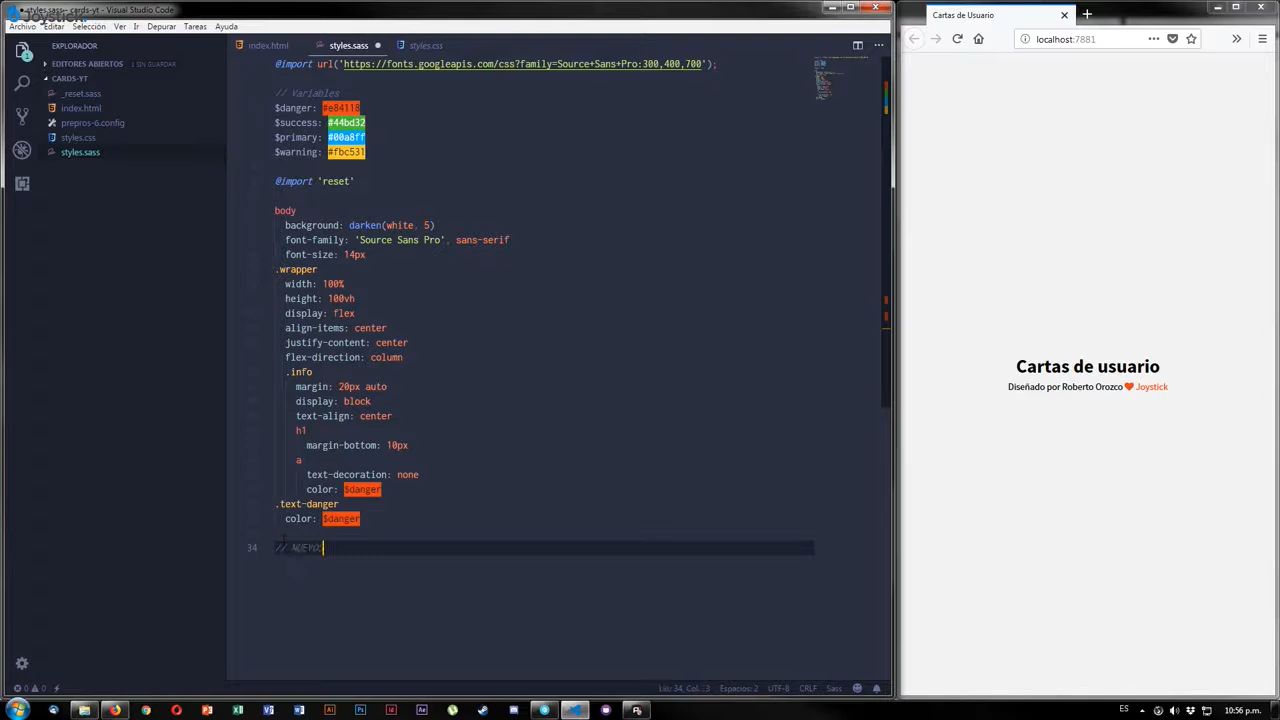 styles.sass - cards-yt - Visual Studio Code
Joystick
Archivo Editar Selección Ver Ir Depurar Tareas Ayuda
EXPLORADOR
EDITORES ABIERTOS 1 SIN GUARDAR
CARDS-YT
_reset.sass
index.html
prepros-6.config
styles.css
styles.sass
index.html styles.sass styles.css
@import url('https://fonts.googleapis.com/css?family=Source+Sans+Pro:300,400,700');
// Variables
$danger: #e84118
$success: #44bd32
$primary: #00a8ff
$warning: #fbc531
@import 'reset'
body
background: darken(white, 5)
font-family: 'Source Sans Pro', sans-serif
font-size: 14px
.wrapper
width: 100%
height: 100vh
display: flex
align-items: center
justify-content: center
flex-direction: column
.info
margin: 20px auto
display: block
text-align: center
h1
margin-bottom: 10px
a
text-decoration: none
color: $danger
.text-danger
color: $danger
34 // NUEVO:
0 0
Espacios: 2 UTF-8 CRLF Sass
Cartas de Usuario
localhost:7881
Cartas de usuario
Diseñado por Roberto Orozco ❤ Joystick
ES 10:56 p.m.